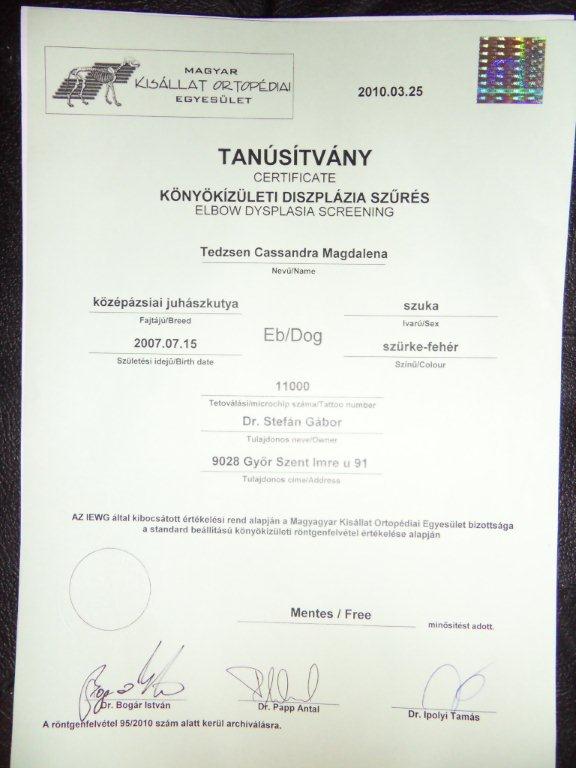 MAGYAR
KISÁLLAT ORTOPÉDIAI
EGYESÜLET
2010.03.25
TANÚSÍTVÁNY
CERTIFICATE
KÖNYÖKÍZÜLETI DISZPLÁZIA SZŰRÉS
ELBOW DYSPLASIA SCREENING
Tedzsen Cassandra Magdalena
Nevű/Name
középázsiai juhászkutya
Fajtájú/Breed
szuka
Ivarú/Sex
Eb/Dog
2007.07.15
Születési idejű/Birth date
szürke-fehér
Színű/Colour
11000
Tetoválási/microchip száma/Tattoo number
Dr. Stefán Gábor
Tulajdonos neve/Owner
9028 Győr Szent Imre u 91
Tulajdonos címe/Address
AZ IEWG által kibocsátott értékelési rend alapján a Magyagyar Kisállat Ortopédiai Egyesület bizottsága
a standard beállítású könyökízületi röntgenfelvétel értékelése alapján
Mentes / Free
minősítést adott.
Dr. Bogár István
Dr. Papp Antal
Dr. Ipolyi Tamás
A röntgenfelvétel 95/2010 szám alatt kerül archiválásra.